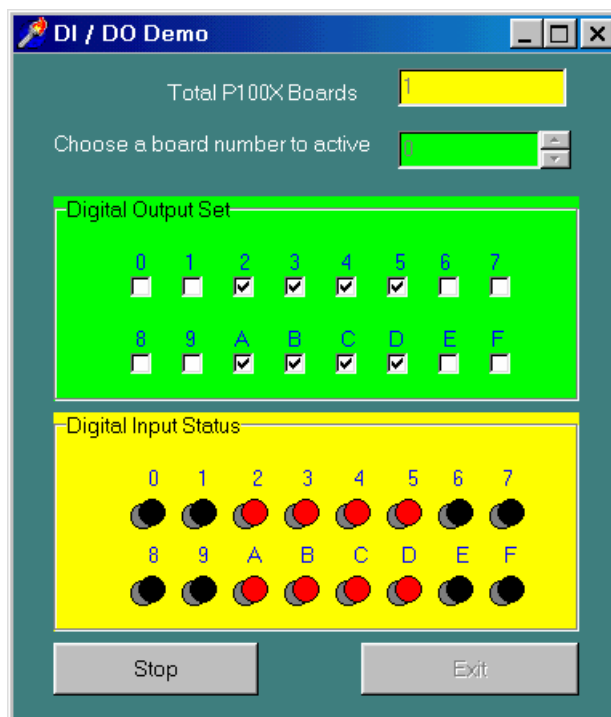 DI / DO Demo
Total P100X Boards 1
Choose a board number to active 0
Digital Output Set
0 1 2 3 4 5 6 7
8 9 A B C D E F
Digital Input Status
0 1 2 3 4 5 6 7
8 9 A B C D E F
Stop Exit